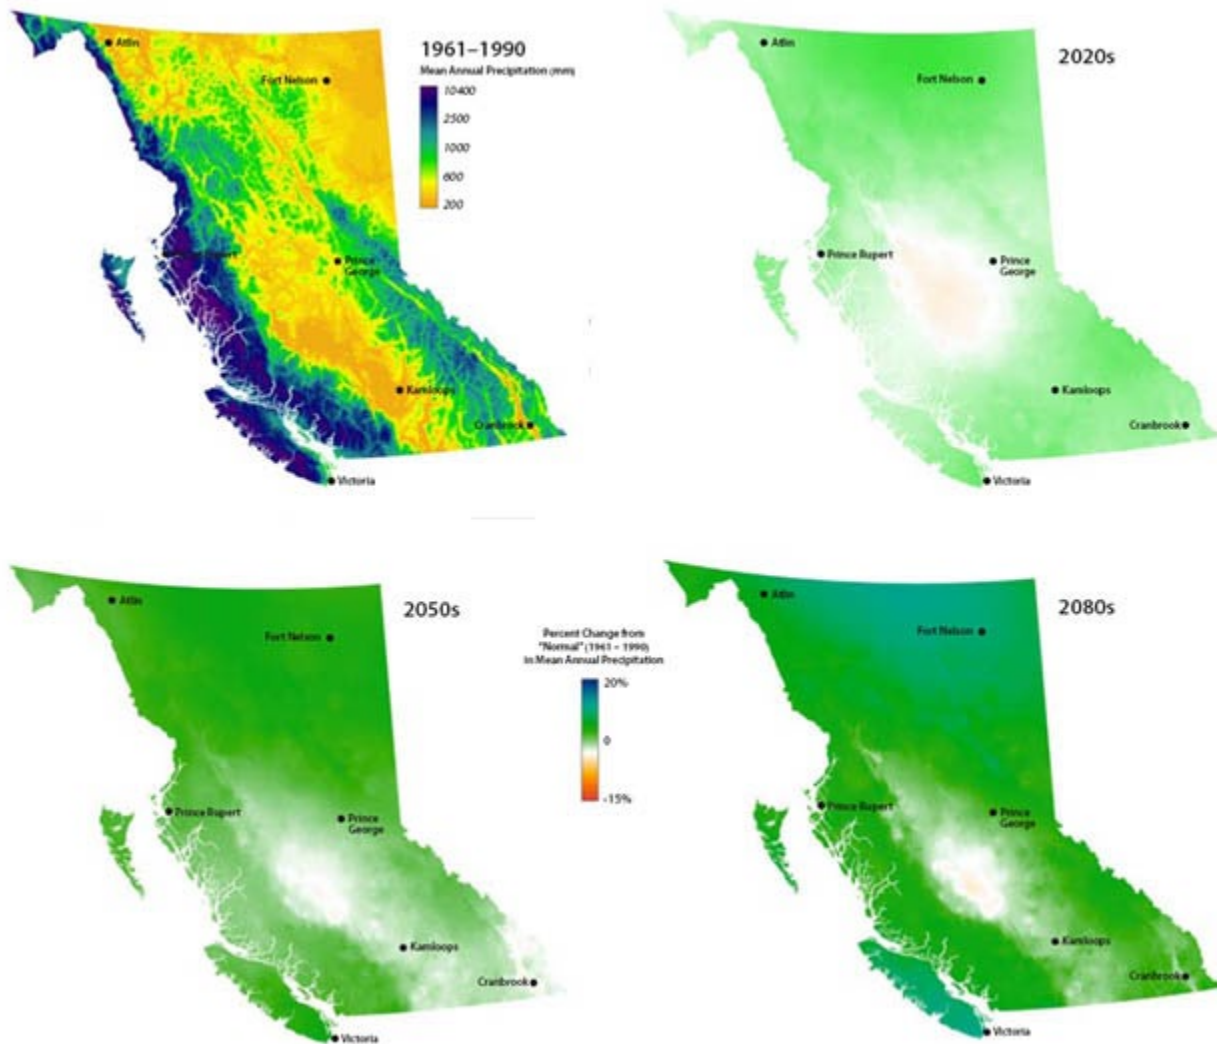 1961–1990
Mean Annual Precipitation (mm)
10400
2500
1000
600
200
Atlin
Fort Nelson
Prince Rupert
Prince
George
Kamloops
Cranbrook
Victoria
2020s
Atlin
Fort Nelson
Prince Rupert
Prince
George
Kamloops
Cranbrook
Victoria
2050s
Atlin
Fort Nelson
Prince Rupert
Prince
George
Kamloops
Cranbrook
Victoria
Percent Change from
"Normal" (1961 – 1990)
in Mean Annual Precipitation
20%
0
-15%
2080s
Atlin
Fort Nelson
Prince Rupert
Prince
George
Kamloops
Cranbrook
Victoria